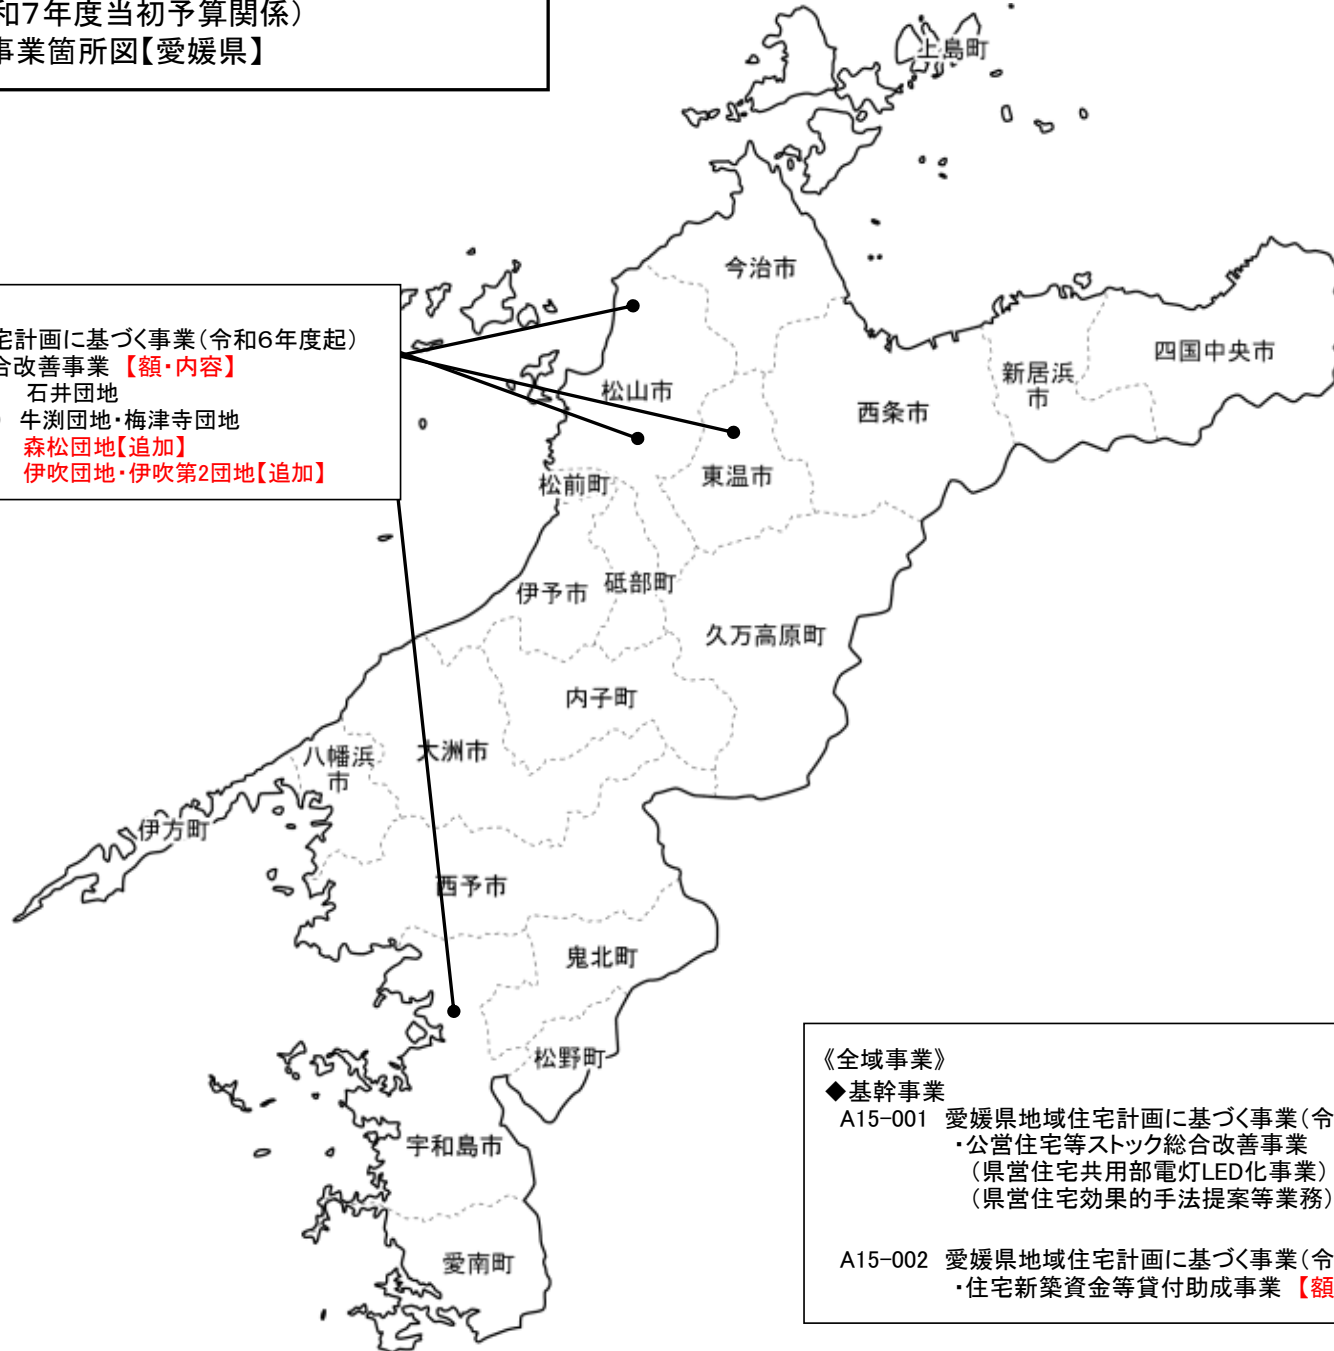 和７年度当初予算関係）
事業箇所図【愛媛県】
上島町
今治市
宅計画に基づく事業（令和６年度起）
合改善事業 【額・内容】
石井団地
牛渕団地・梅津寺団地
森松団地【追加】
伊吹団地・伊吹第2団地【追加】
松山市
西条市
新居浜
市
四国中央市
東温市
松前町
伊予市
砥部町
久万高原町
内子町
八幡浜
市
大洲市
伊方町
西予市
鬼北町
松野町
宇和島市
愛南町
《全域事業》
◆基幹事業
A15-001 愛媛県地域住宅計画に基づく事業（令
・公営住宅等ストック総合改善事業
（県営住宅共用部電灯LED化事業）
（県営住宅効果的手法提案等業務）
A15-002 愛媛県地域住宅計画に基づく事業（令
・住宅新築資金等貸付助成事業 【額